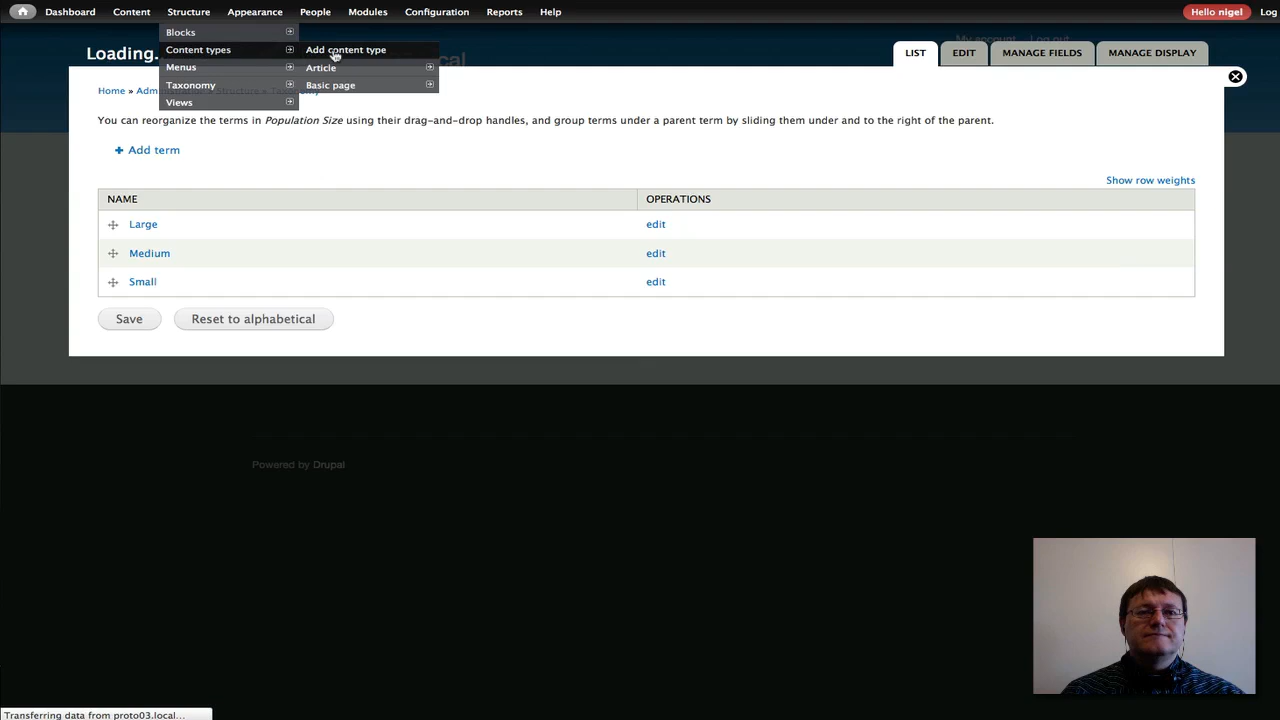 Dashboard Content Structure Appearance People Modules Configuration Reports Help Hello nigel Log
Blocks
Content types Add content type
Menus Article
Taxonomy Basic page
Views
My account Log out
Loading.
LIST EDIT MANAGE FIELDS MANAGE DISPLAY
Home »
You can reorganize the terms in Population Size using their drag-and-drop handles, and group terms under a parent term by sliding them under and to the right of the parent.
Add term
Show row weights
NAME OPERATIONS
Large edit
Medium edit
Small edit
Save Reset to alphabetical
Powered by Drupal
Transferring data from proto03.local...